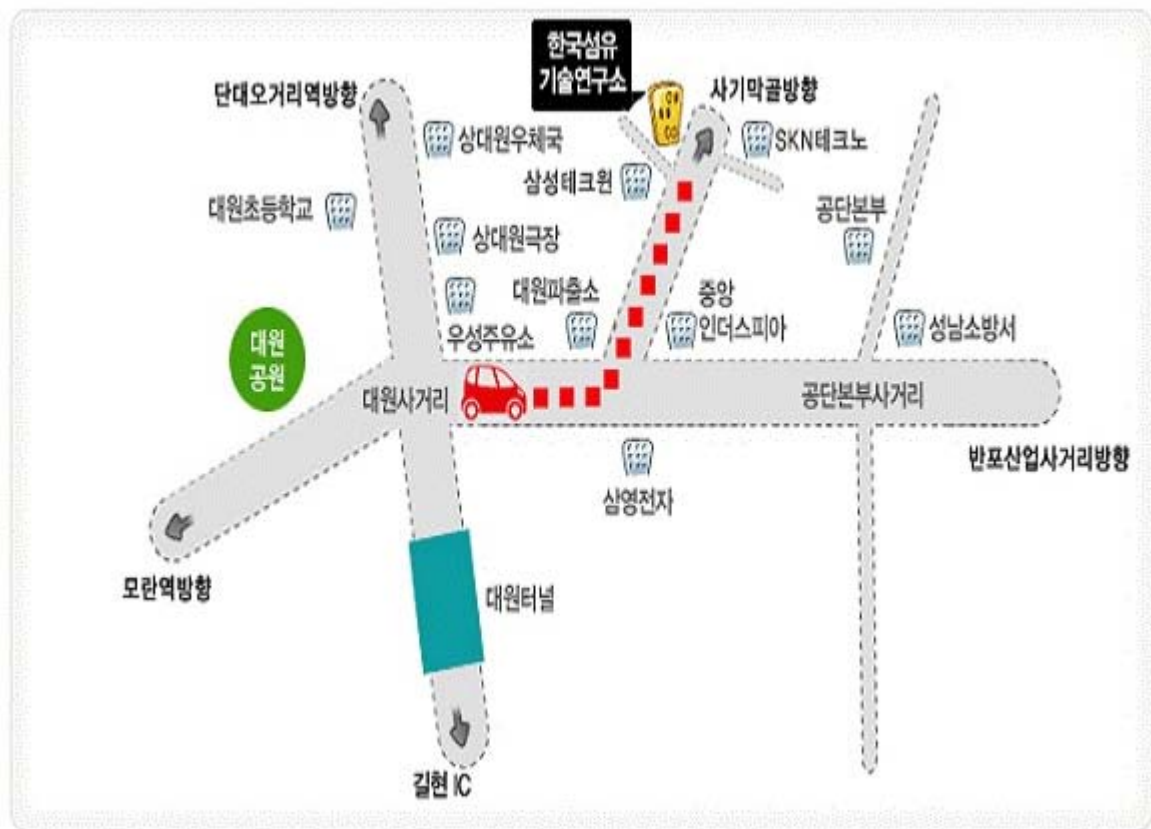 한국섬유
기술연구소
단대오거리역방향
사기막골방향
상대원우체국
SKN테크노
삼성테크윈
대원초등학교
공단본부
상대원극장
대원파출소
중앙
인더스피아
우성주유소
성남소방서
대원
공원
대원사거리
공단본부사거리
반포산업사거리방향
삼영전자
모란역방향
대원터널
길현 IC